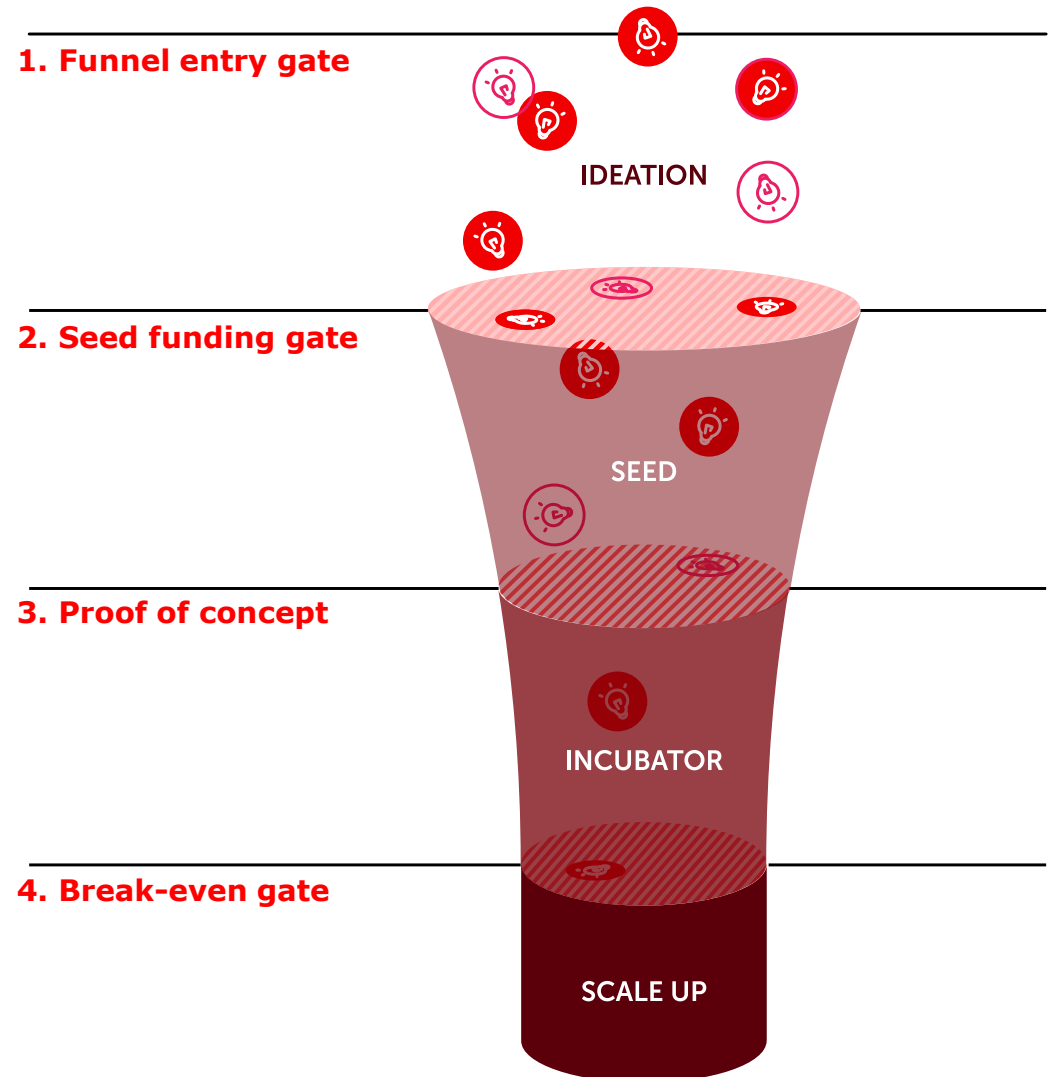 1. Funnel entry gate
IDEATION
2. Seed funding gate
SEED
3. Proof of concept
INCUBATOR
4. Break-even gate
SCALE UP